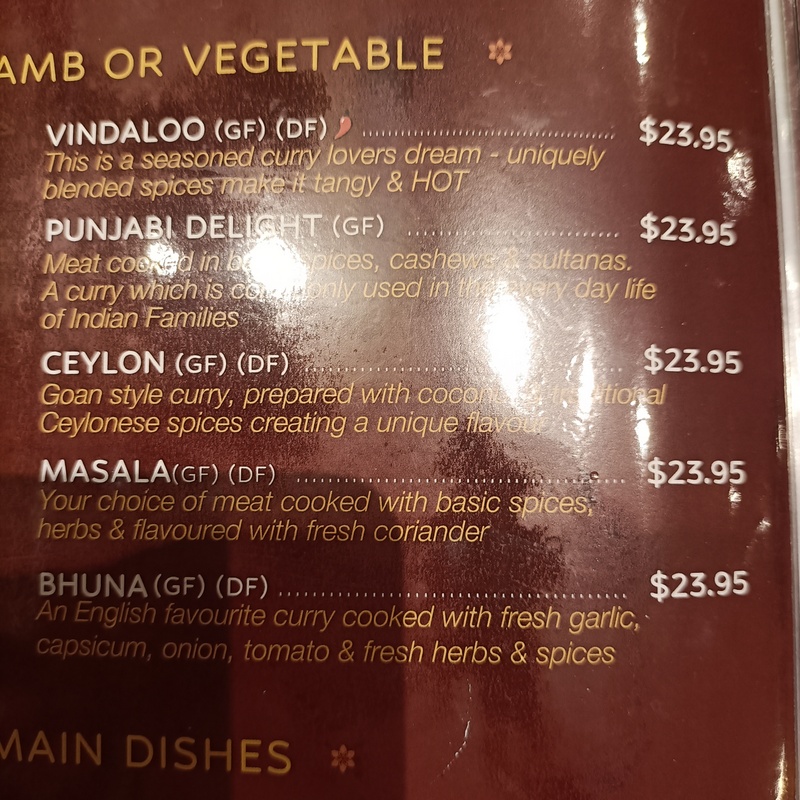 OR VEGETABLE
VINDALOO (GF) (DF) ........ $23.95
This is a seasoned curry lovers dream - uniquely
blended spices make it tangy & HOT
PUNJABI DELIGHT (GF) ........ $23.95
Meat cooked in spices, cashews & sultanas.
A curry which is commonly used in the every day life
of Indian Families
CEYLON (GF) (DF) ........ $23.95
Goan style curry, prepared with coconut & traditional
Ceylonese spices creating a unique flavour
MASALA(GF) (DF) ........ $23.95
Your choice of meat cooked with basic spices,
herbs & flavoured with fresh coriander
BHUNA(GF) (DF) ........ $23.95
An English favourite curry cooked with fresh garlic,
capsicum, onion, tomato & fresh herbs & spices
MAIN DISHES